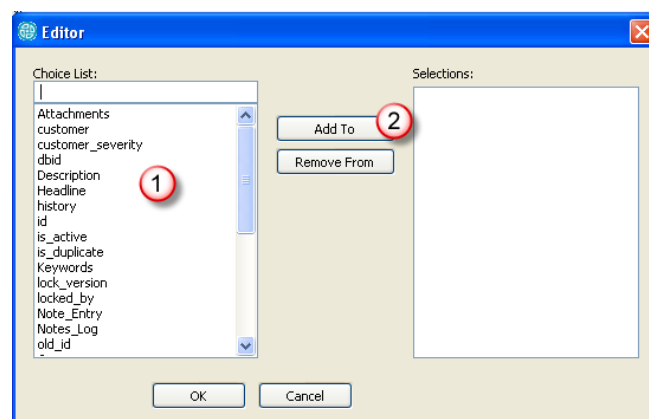 Editor
Choice List:
Selections:
Attachments
customer
customer_severity
dbid
Description
Headline
history
id
is_active
is_duplicate
Keywords
lock_version
locked_by
Note_Entry
Notes_Log
old_id
1
Add To
2
Remove From
OK
Cancel